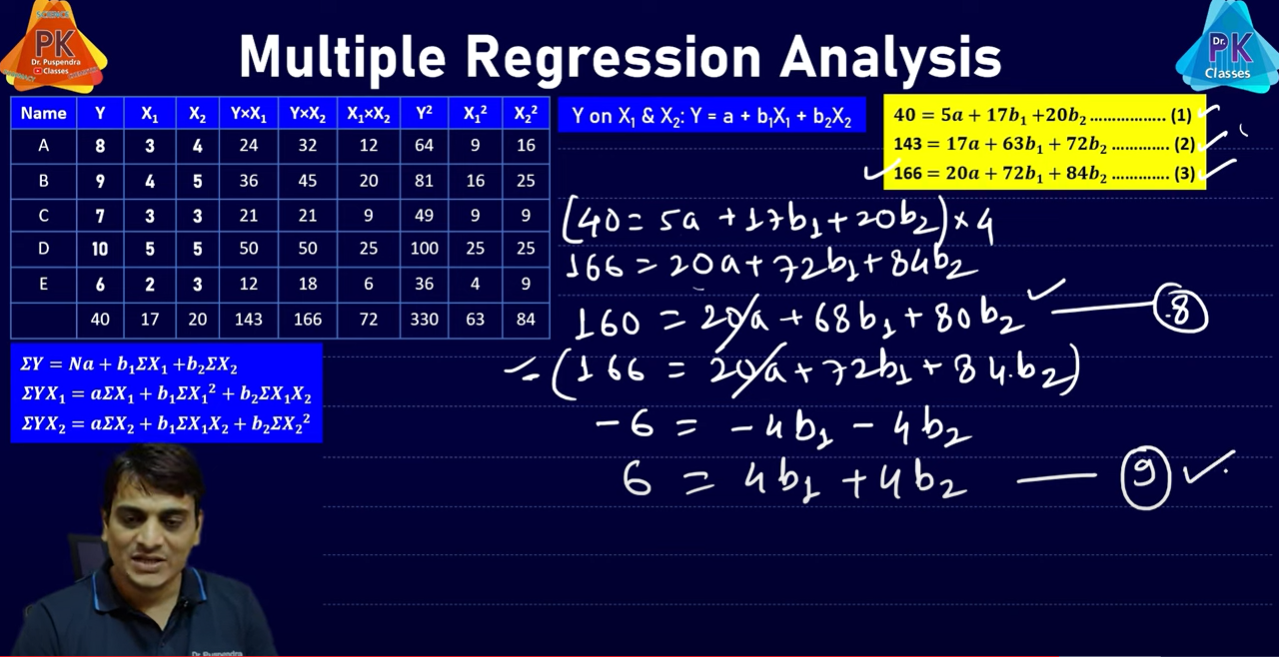 SCIENCE
PK
Dr. Puspendra
Classes
Multiple Regression Analysis
Dr.
PK
Classes
Name Y X₁ X₂ Y×X₁ Y×X₂ X₁×X₂ Y² X₁² X₂²
A 8 3 4 24 32 12 64 9 16
B 9 4 5 36 45 20 81 16 25
C 7 3 3 21 21 9 49 9 9
D 10 5 5 50 50 25 100 25 25
E 6 2 3 12 18 6 36 4 9
40 17 20 143 166 72 330 63 84
ΣY = Na + b₁ΣX₁ +b₂ΣX₂
ΣYX₁ = aΣX₁ + b₁ΣX₁² + b₂ΣX₁X₂
ΣYX₂ = aΣX₂ + b₁ΣX₁X₂ + b₂ΣX₂²
Y on X₁ & X₂: Y = a + b₁X₁ + b₂X₂
40 = 5a + 17b₁ +20b₂ ................. (1)
143 = 17a + 63b₁ + 72b₂ ............. (2)
166 = 20a + 72b₁ + 84b₂ ............. (3)
(40 = 5a + 17b₁ + 20b₂) × 4
166 = 20a + 72b₁ + 84b₂
160 = 20a + 68b₁ + 80b₂ — 8
- (166 = 20a + 72b₁ + 84.b₂)
-6 = -4b₁ - 4b₂
6 = 4b₁ + 4b₂ — 9
Dr. Puspendra